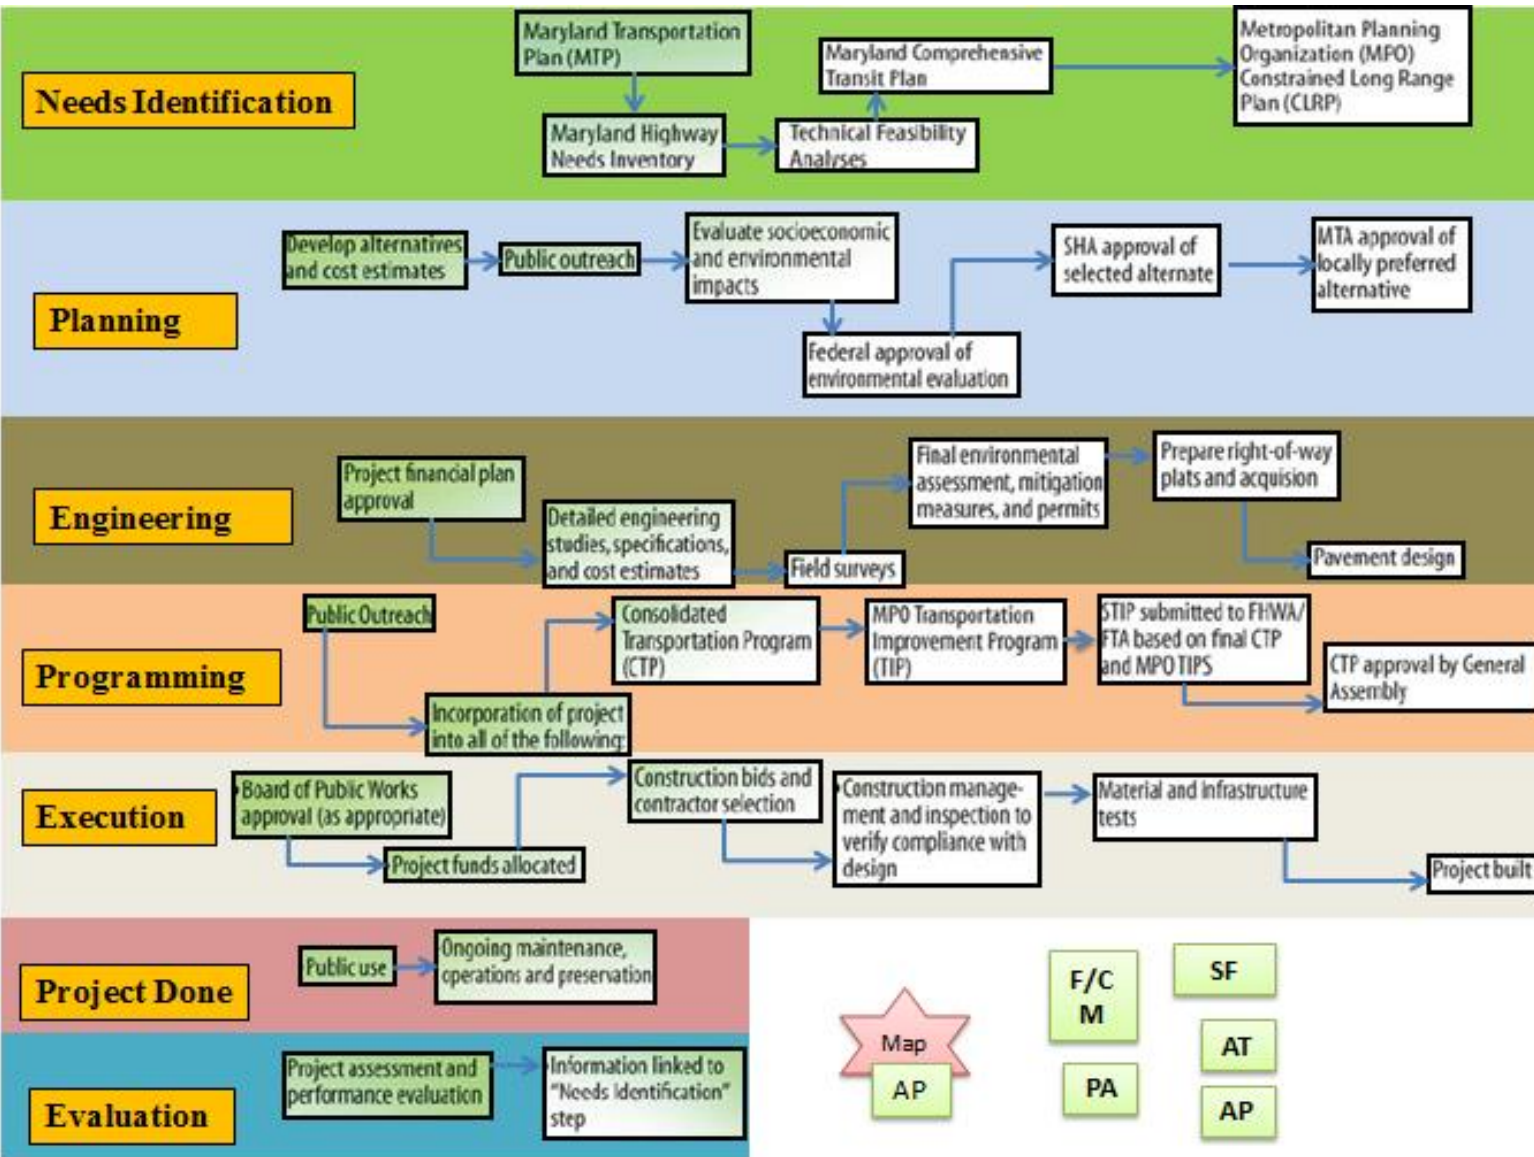 Needs Identification
Maryland Transportation
Plan (MTP)
Maryland Highway
Needs Inventory
Technical Feasibility
Analyses
Maryland Comprehensive
Transit Plan
Metropolitan Planning
Organization (MPO)
Constrained Long Range
Plan (CLRP)
Planning
Develop alternatives
and cost estimates
Public outreach
Evaluate socioeconomic
and environmental
impacts
Federal approval of
environmental evaluation
SHA approval of
selected alternate
MTA approval of
locally preferred
alternative
Engineering
Project financial plan
approval
Detailed engineering
studies, specifications,
and cost estimates
Field surveys
Final environmental
assessment, mitigation
measures, and permits
Prepare right-of-way
plats and acquision
Pavement design
Programming
Public Outreach
Incorporation of project
into all of the following:
Consolidated
Transportation Program
(CTP)
MPO Transportation
Improvement Program
(TIP)
STIP submitted to FHWA/
FTA based on final CTP
and MPO TIPS
CTP approval by General
Assembly
Execution
Board of Public Works
approval (as appropriate)
Project funds allocated
Construction bids and
contractor selection
Construction manage-
ment and inspection to
verify compliance with
design
Material and infrastructure
tests
Project built
Project Done
Public use
Ongoing maintenance,
operations and preservation
Evaluation
Project assessment and
performance evaluation
Information linked to
"Needs Identification"
step
Map
AP
F/C
M
PA
SF
AT
AP